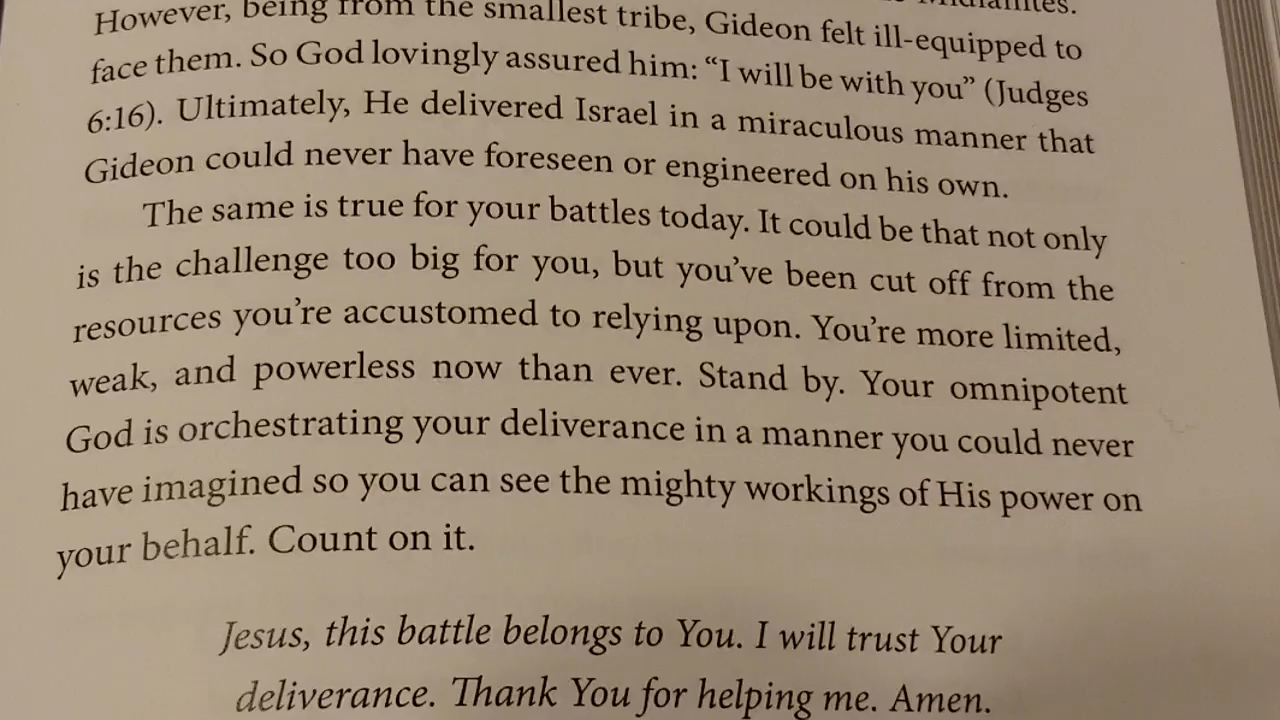 However, being from the smallest tribe, Gideon felt ill-equipped to
face them. So God lovingly assured him: “I will be with you” (Judges
6:16). Ultimately, He delivered Israel in a miraculous manner that
Gideon could never have foreseen or engineered on his own.
The same is true for your battles today. It could be that not only
is the challenge too big for you, but you’ve been cut off from the
resources you’re accustomed to relying upon. You’re more limited,
weak, and powerless now than ever. Stand by. Your omnipotent
God is orchestrating your deliverance in a manner you could never
have imagined so you can see the mighty workings of His power on
your behalf. Count on it.
Jesus, this battle belongs to You. I will trust Your
deliverance. Thank You for helping me. Amen.